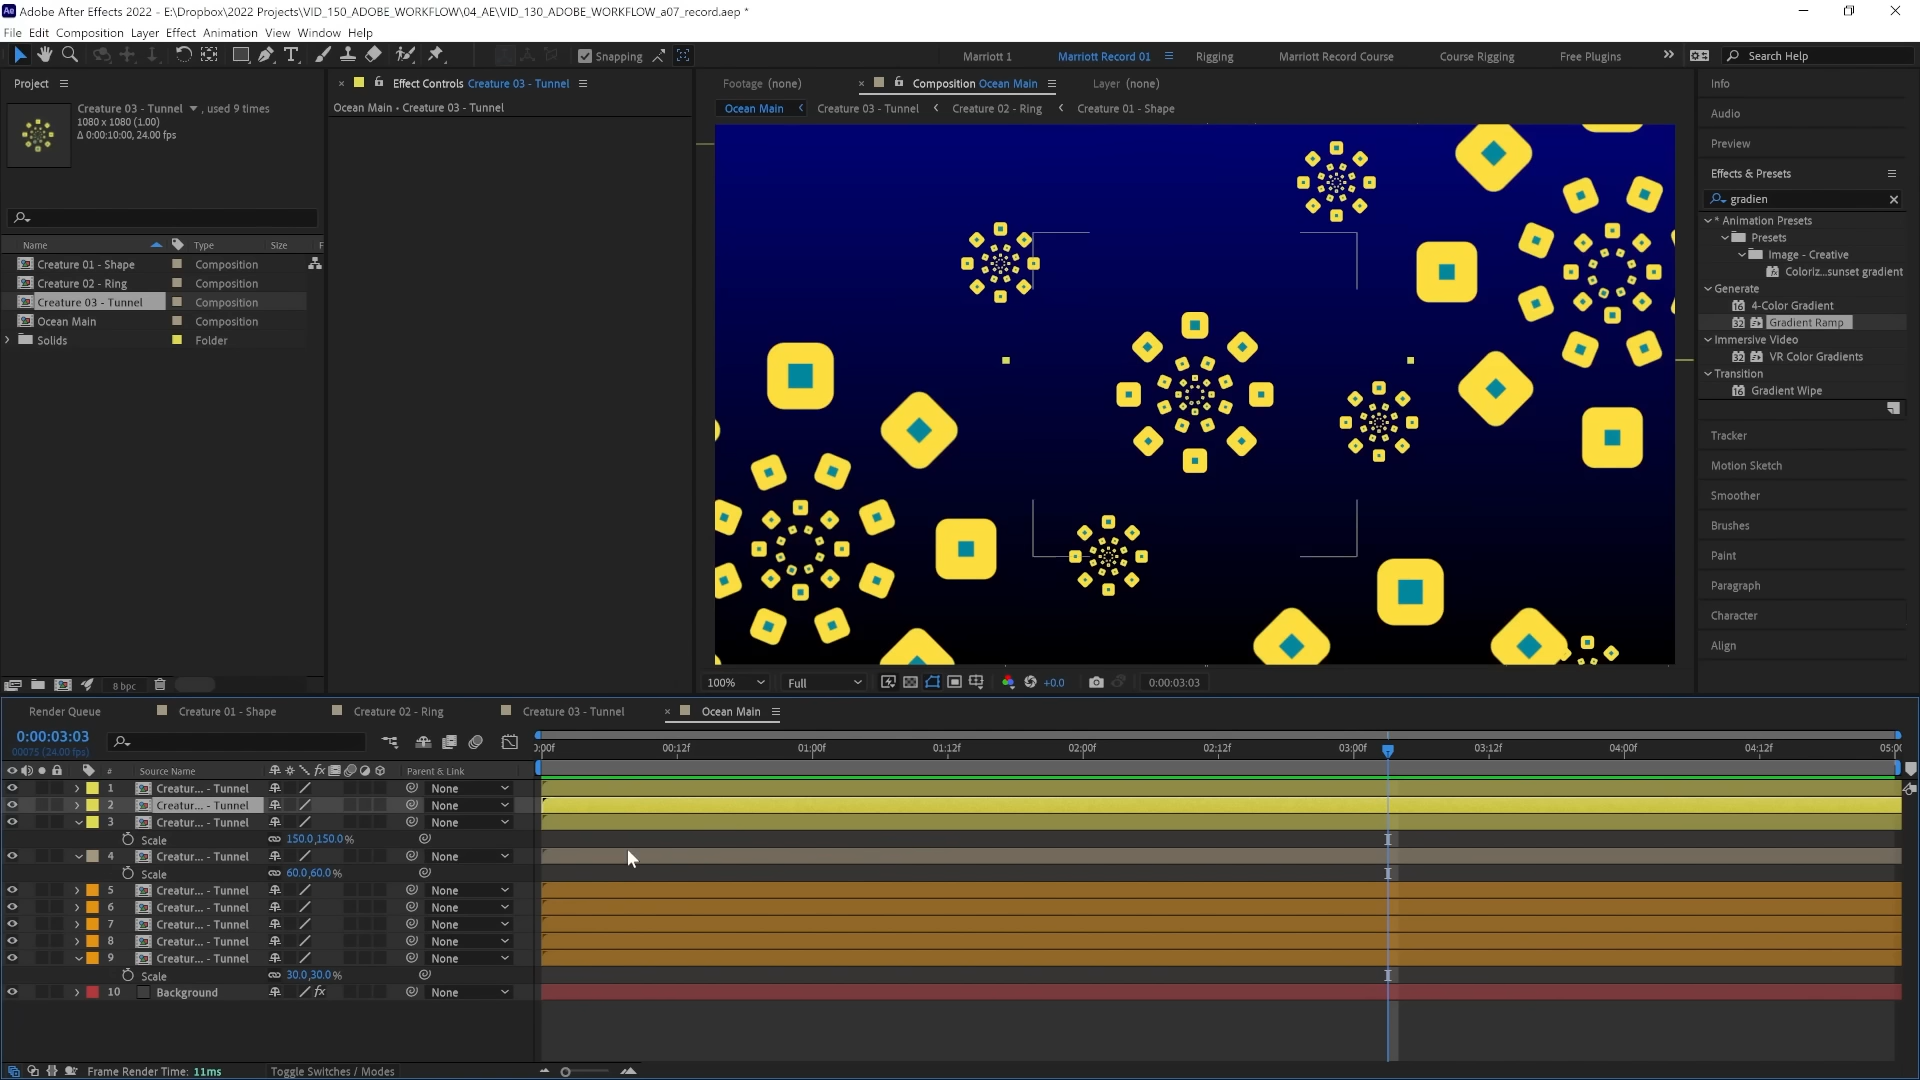 Adobe After Effects 2022 - E:\Dropbox\2022 Projects\VID_150_ADOBE_WORKFLOW\04_AE\VID_130_ADOBE_WORKFLOW_a07_record.aep *
File Edit Composition Layer Effect Animation View Window Help
Snapping
Marriott 1 Marriott Record 01 Rigging Marriott Record Course Course Rigging Free Plugins
Search Help
Project
Creature 03 - Tunnel , used 9 times
1080 x 1080 (1.00)
Δ 0:00:10:00, 24.00 fps
Name Type Size F
Creature 01 - Shape Composition
Creature 02 - Ring Composition
Creature 03 - Tunnel Composition
Ocean Main Composition
Solids Folder
8 bpc
Effect Controls Creature 03 - Tunnel
Ocean Main • Creature 03 - Tunnel
Footage (none) Composition Ocean Main Layer (none)
Ocean Main Creature 03 - Tunnel Creature 02 - Ring Creature 01 - Shape
100% Full +0.0 0:00:03:03
Info
Audio
Preview
Effects & Presets
gradien
* Animation Presets
Presets
Image - Creative
Coloriz...sunset gradient
Generate
4-Color Gradient
Gradient Ramp
Immersive Video
VR Color Gradients
Transition
Gradient Wipe
Tracker
Motion Sketch
Smoother
Brushes
Paint
Paragraph
Character
Align
Render Queue Creature 01 - Shape Creature 02 - Ring Creature 03 - Tunnel Ocean Main
0:00:03:03
00075 (24.00 fps)
):00f 00:12f 01:00f 01:12f 02:00f 02:12f 03:00f 03:12f 04:00f 04:12f 05:00
# Source Name fx Parent & Link
1 Creatur... - Tunnel None
2 Creatur... - Tunnel None
3 Creatur... - Tunnel None
Scale 150.0,150.0%
4 Creatur... - Tunnel None
Scale 60.0,60.0%
5 Creatur... - Tunnel None
6 Creatur... - Tunnel None
7 Creatur... - Tunnel None
8 Creatur... - Tunnel None
9 Creatur... - Tunnel None
Scale 30.0,30.0%
10 Background fx None
Frame Render Time: 11ms Toggle Switches / Modes